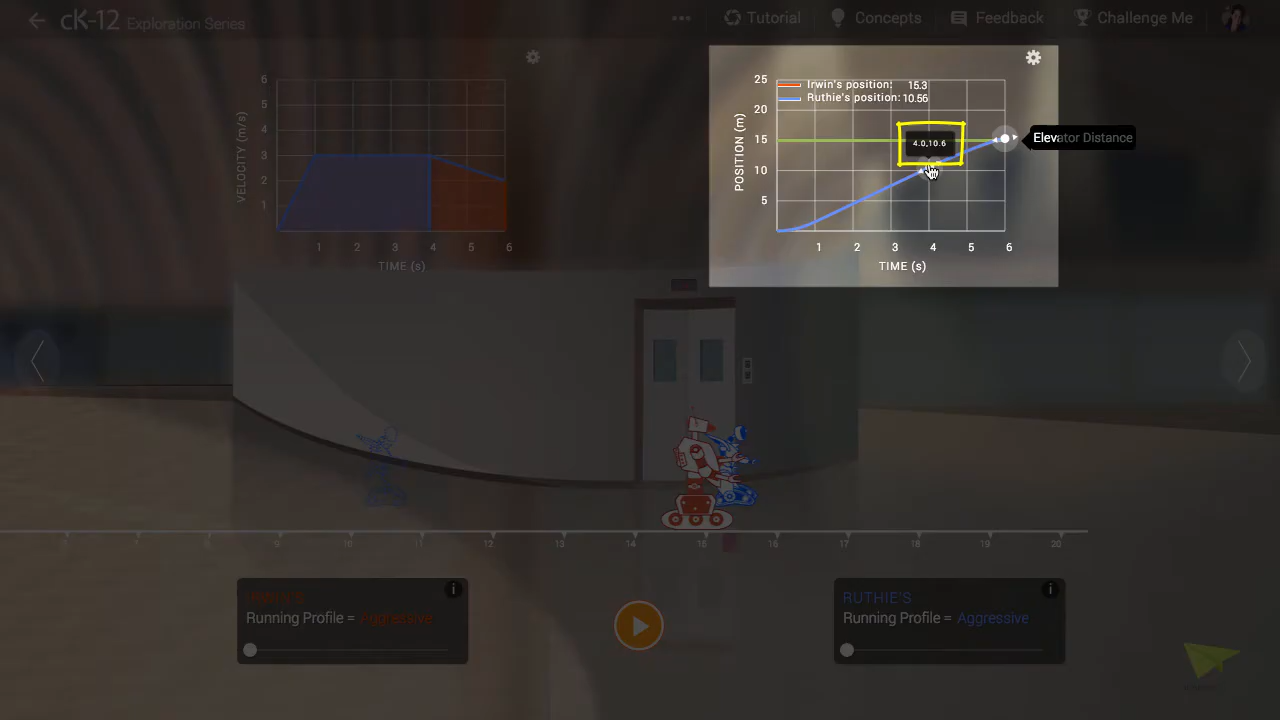 cK-12 Exploration Series
Tutorial
Concepts
Feedback
Challenge Me
VELOCITY (m/s)
6
5
4
3
2
1
1 2 3 4 5 6
TIME (s)
Irwin's position: 15.3
Ruthie's position: 10.56
POSITION (m)
25
20
15
10
5
4.0,10.6
Elevator Distance
1 2 3 4 5 6
TIME (s)
9 10 11 12 13 14 15 16 17 18 19 20
IRWIN'S
Running Profile = Aggressive
i
RUTHIE'S
Running Profile = Aggressive
i